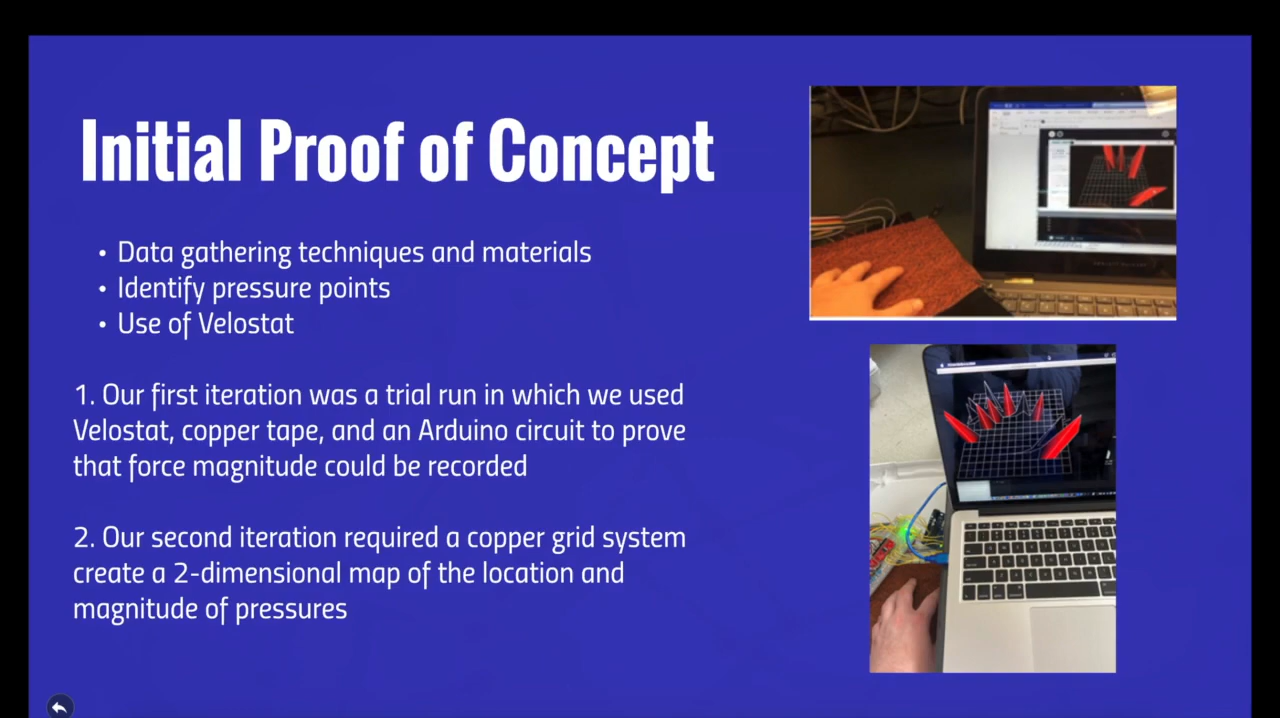 Initial Proof of Concept
• Data gathering techniques and materials
• Identify pressure points
• Use of Velostat
1. Our first iteration was a trial run in which we used
Velostat, copper tape, and an Arduino circuit to prove
that force magnitude could be recorded
2. Our second iteration required a copper grid system
create a 2-dimensional map of the location and
magnitude of pressures